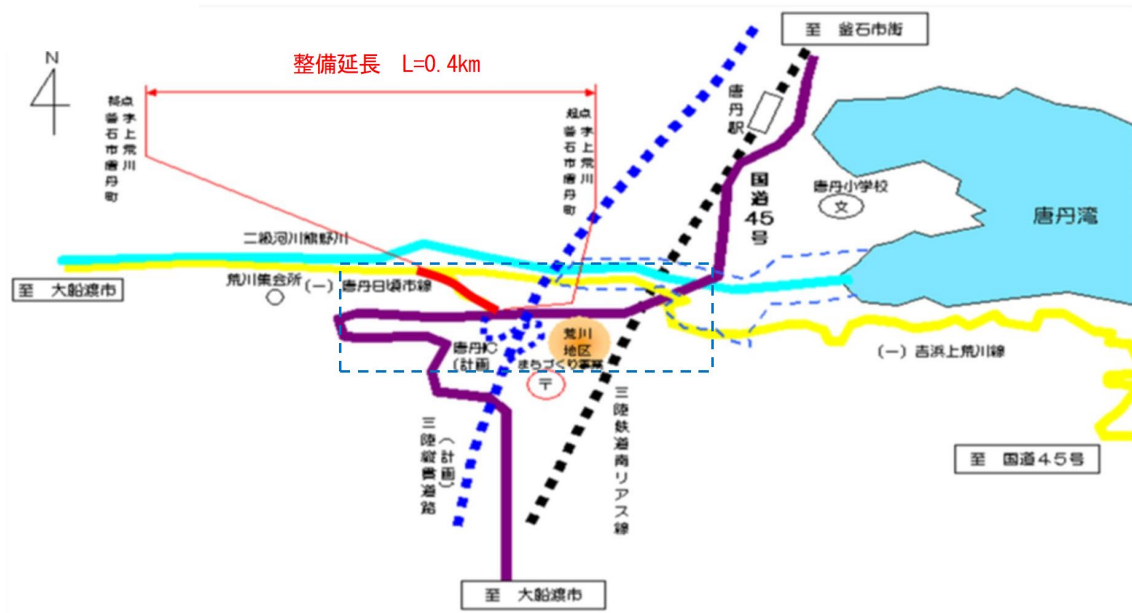 至 釜石市街
整備延長 L=0.4km
N
終点 字上荒川
釜石市唐丹町
起点 字上荒川
釜石市唐丹町
唐丹駅
国道45号
唐丹小学校
文
唐丹湾
二級河川熊野川
荒川集会所
(一) 唐丹日頃市線
至 大船渡市
唐丹IC
(計画
荒川
地区
まちづくり事業
〒
(一) 吉浜上荒川線
三陸縦貫道路
(計画)
三陸鉄道南リアス線
至 国道45号
至 大船渡市